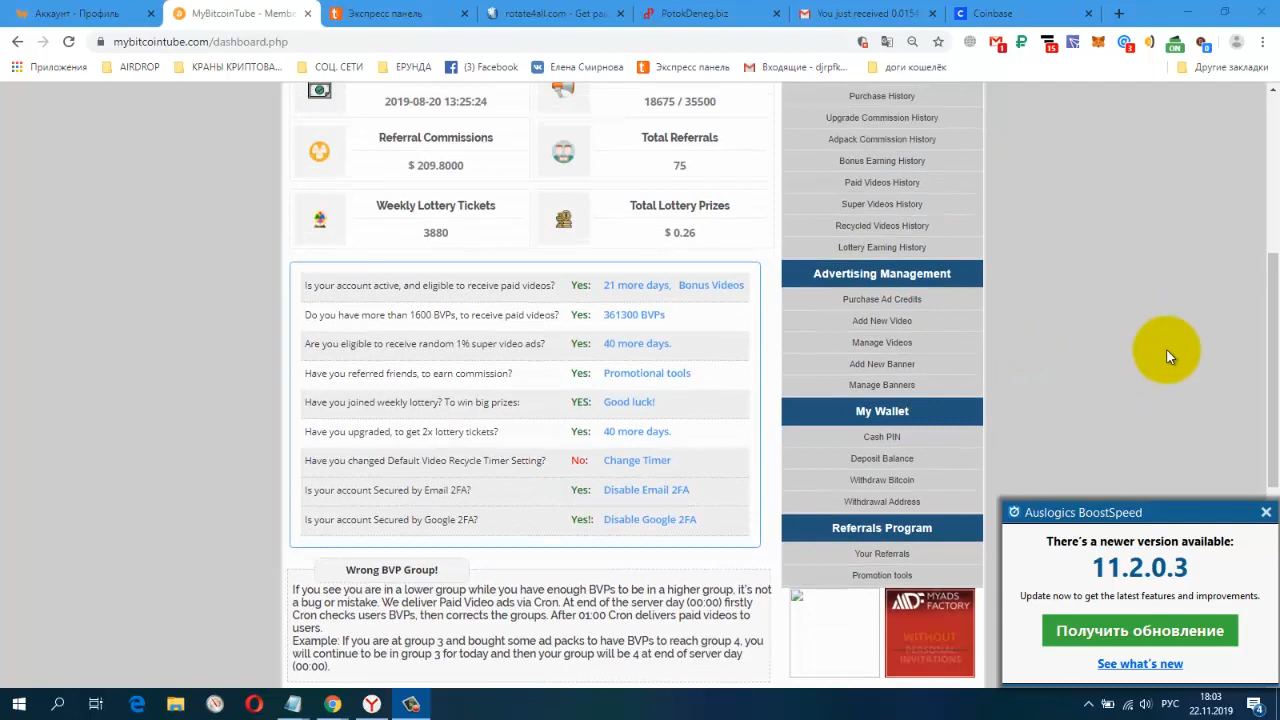 Аккаунт - Яндекс
MyBitcoinTube - Membe
Экспресс панель
rotate4all.com - Get pai
PotokDeneg.biz
You just received 0.0154
Coinbase
mybitcointube.com/dashboard.php
1
15
3
ON
0
Приложения
AIRDROP
КРАНЫ КРИПТОВА...
СОЦ. СЕТИ
ЕРУНДА
(3) Facebook
Елена Смирнова
Экспресс панель
Входящие - djrpfk...
доги кошелёк
Другие закладки
2019-08-20 13:25:24
18675 / 35500
Referral Commissions
$ 209.8000
Total Referrals
75
Weekly Lottery Tickets
3880
Total Lottery Prizes
$ 0.26
Is your account active, and eligible to receive paid videos? Yes: 21 more days, Bonus Videos
Do you have more than 1600 BVPs, to receive paid videos? Yes: 361300 BVPs
Are you eligible to receive random 1% super video ads? Yes: 40 more days.
Have you referred friends, to earn commission? Yes: Promotional tools
Have you joined weekly lottery? To win big prizes: YES: Good luck!
Have you upgraded, to get 2x lottery tickets? Yes: 40 more days.
Have you changed Default Video Recycle Timer Setting? No: Change Timer
Is your account Secured by Email 2FA? Yes: Disable Email 2FA
Is your account Secured by Google 2FA? Yes!: Disable Google 2FA
Wrong BVP Group!
If you see you are in a lower group while you have enough BVPs to be in a higher group, it's not
a bug or mistake. We deliver Paid Video ads via Cron. At end of the server day (00:00) firstly
Cron checks users BVPs, then corrects the groups. After 01:00 Cron delivers paid videos to
users.
Example: If you are at group 3 and bought some ad packs to have BVPs to reach group 4, you
will continue to be in group 3 for today and then your group will be 4 at end of server day
(00:00).
Purchase History
Upgrade Commission History
Adpack Commission History
Bonus Earning History
Paid Videos History
Super Videos History
Recycled Videos History
Lottery Earning History
Advertising Management
Purchase Ad Credits
Add New Video
Manage Videos
Add New Banner
Manage Banners
My Wallet
Cash PIN
Deposit Balance
Withdraw Bitcoin
Withdrawal Address
Referrals Program
Your Referrals
Promotion tools
MYADS
FACTORY
WITHOUT
PERSONAL
INVITATIONS
Auslogics BoostSpeed
There's a newer version available:
11.2.0.3
Update now to get the latest features and improvements.
Получить обновление
See what's new
РУС
18:03
22.11.2019
4